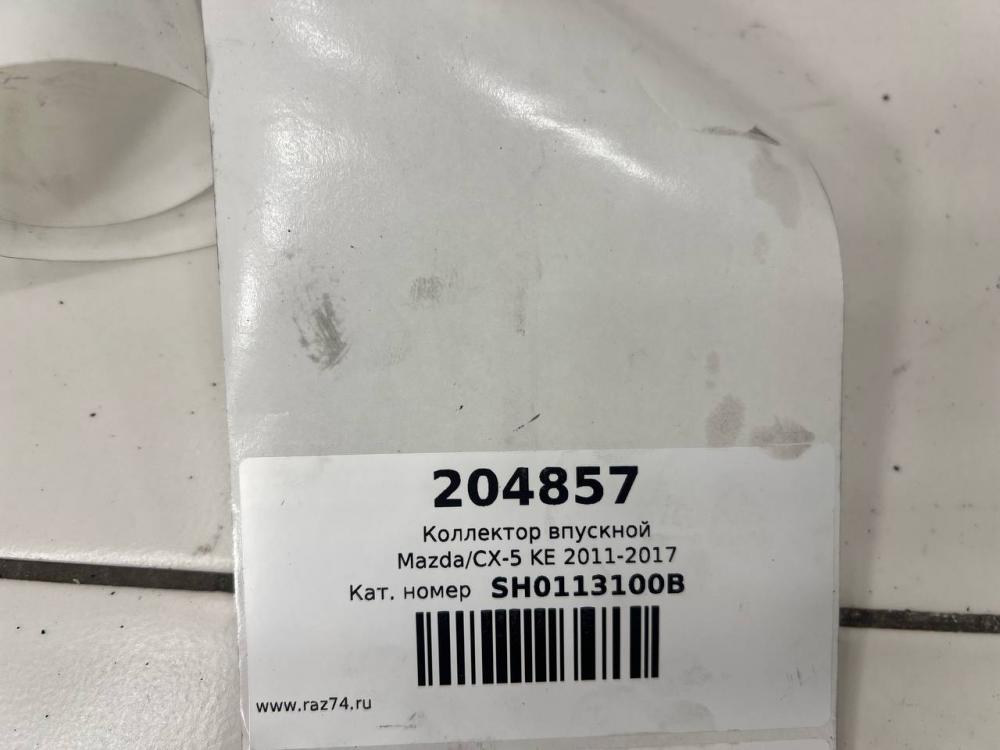 204857
Коллектор впускной
Mazda/CX-5 KE 2011-2017
Кат. номер SH0113100B
www.raz74.ru